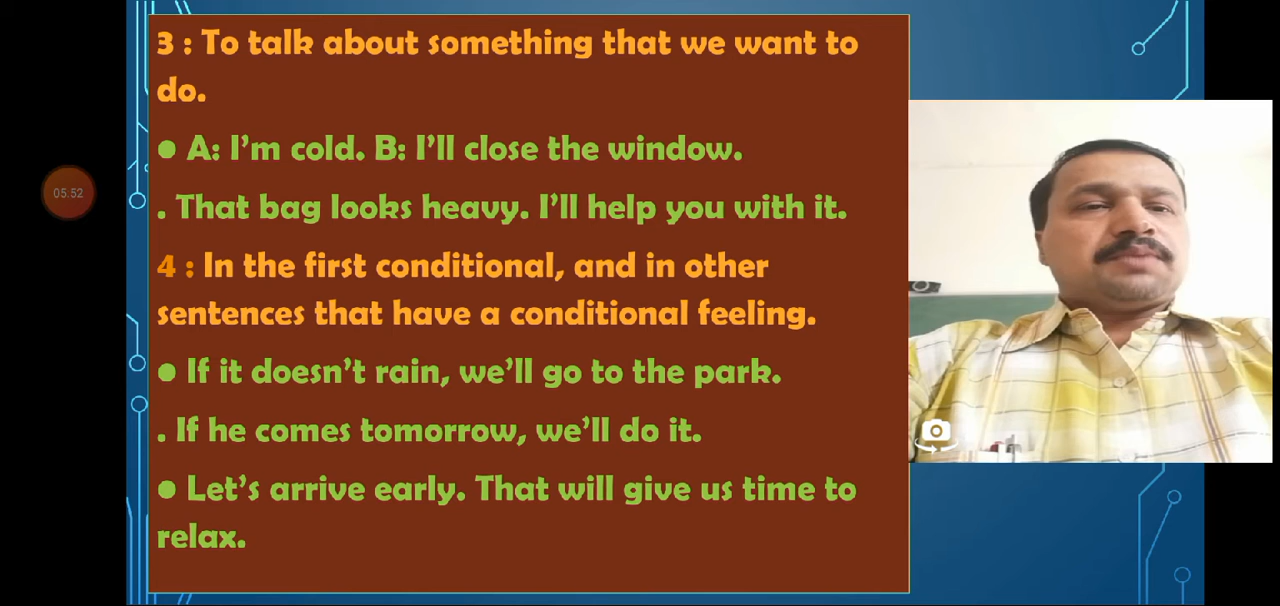 3 : To talk about something that we want to
do.
● A: I'm cold. B: I'll close the window.
. That bag looks heavy. I'll help you with it.
4 : In the first conditional, and in other
sentences that have a conditional feeling.
● If it doesn't rain, we'll go to the park.
. If he comes tomorrow, we'll do it.
● Let's arrive early. That will give us time to
relax.
05:52